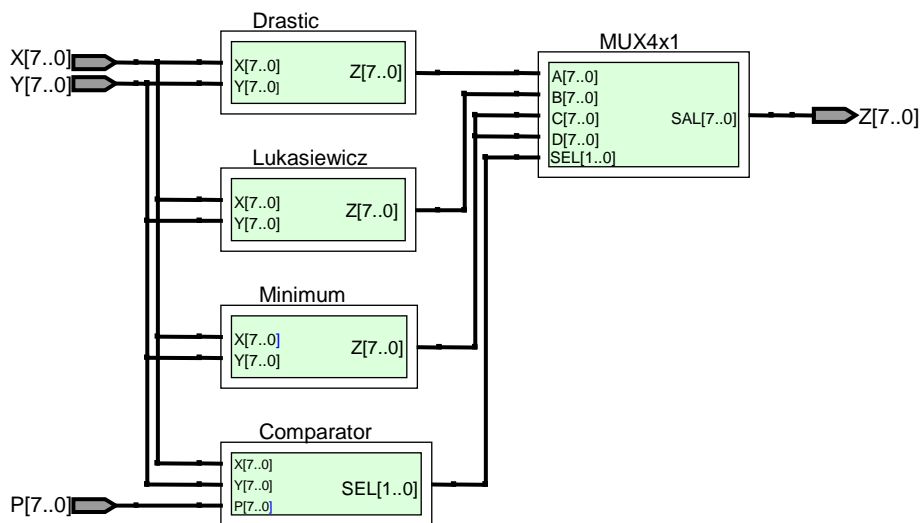 Drastic
X[7..0]
Y[7..0]
X[7..0]
Y[7..0]
Z[7..0]
MUX4x1
A[7..0]
B[7..0]
C[7..0]
D[7..0]
SEL[1..0]
SAL[7..0]
Z[7..0]
Lukasiewicz
X[7..0]
Y[7..0]
Z[7..0]
Minimum
X[7..0]
Y[7..0]
Z[7..0]
Comparator
X[7..0]
Y[7..0]
P[7..0]
SEL[1..0]
P[7..0]